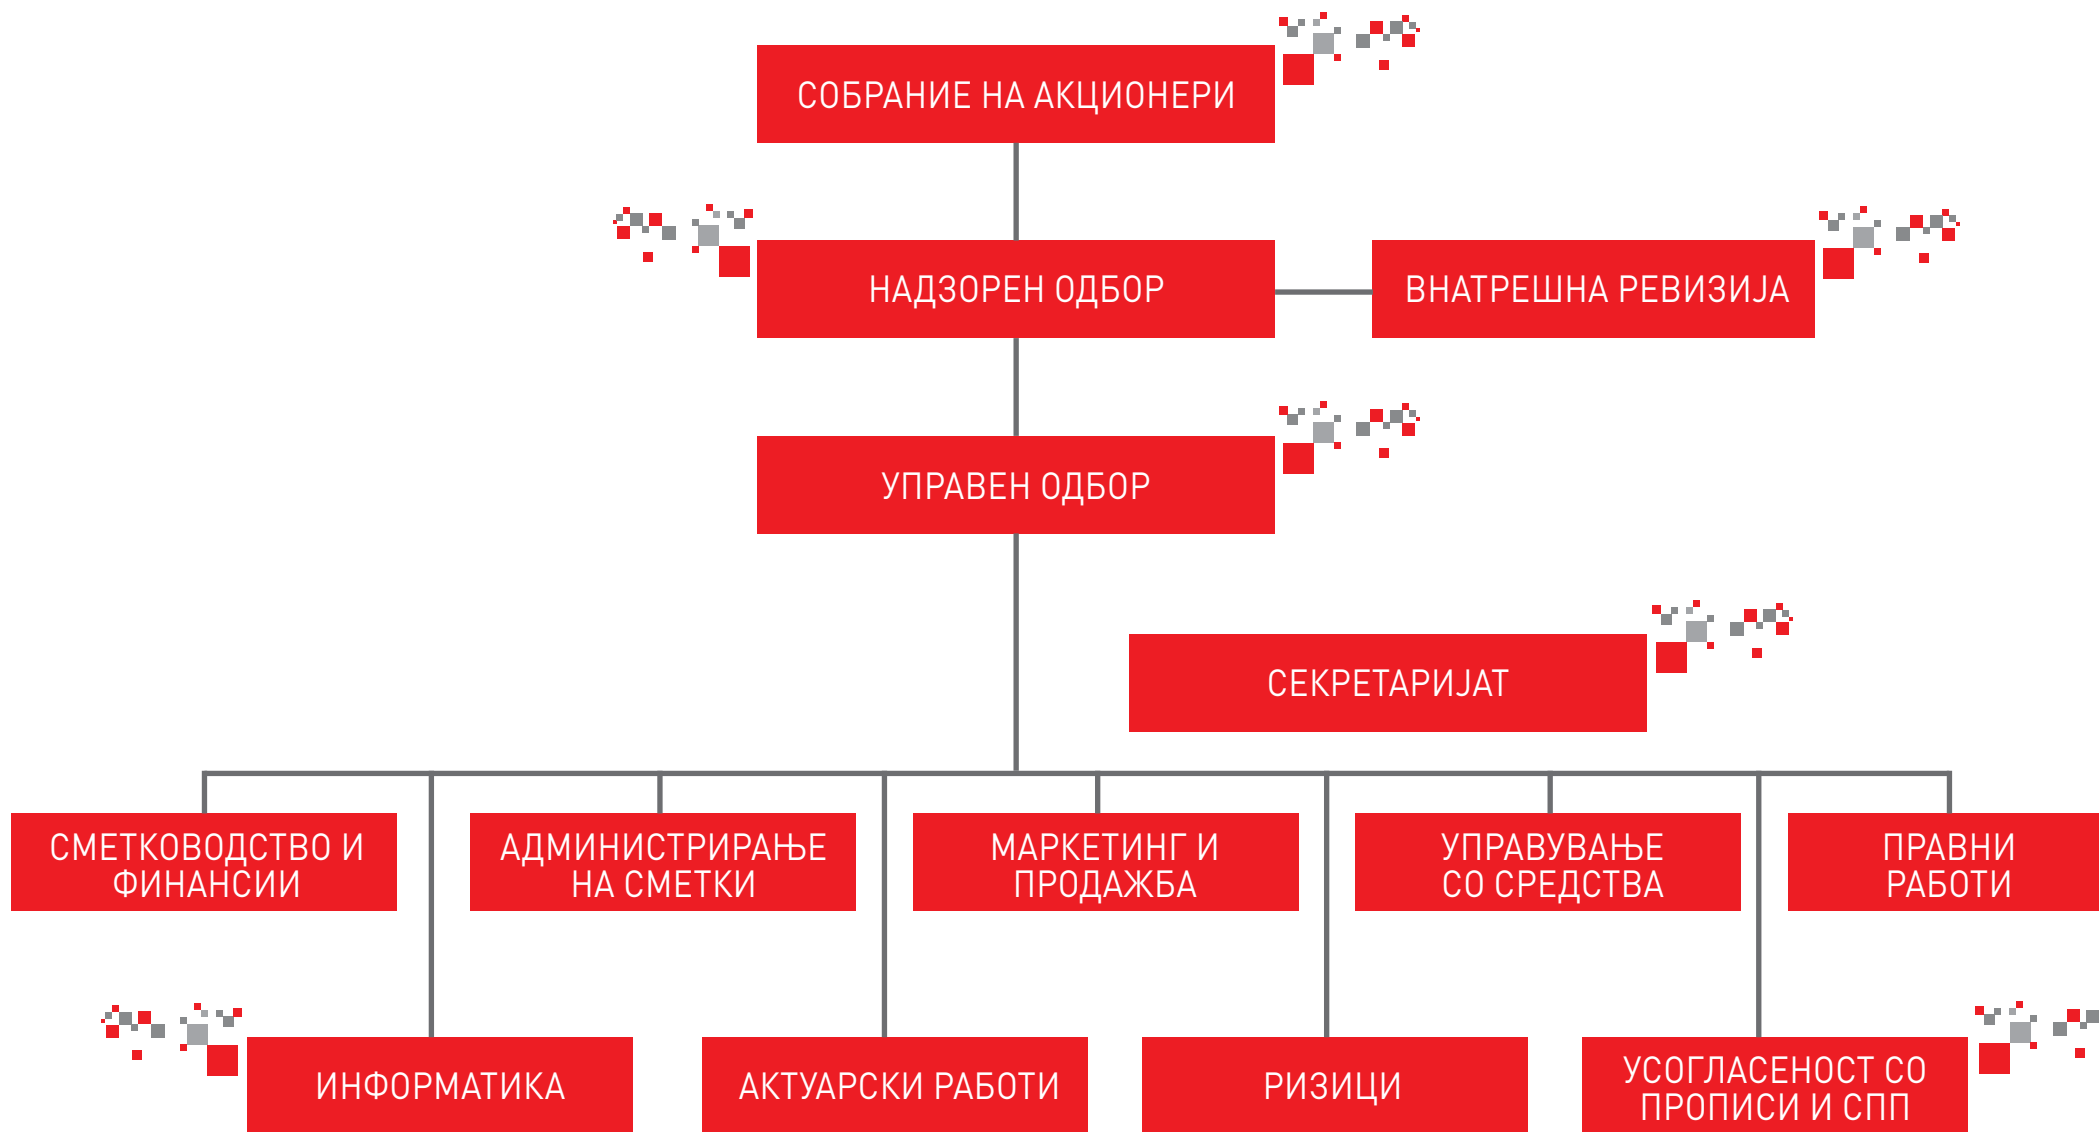 СОБРАНИЕ НА АКЦИОНЕРИ
НАДЗОРЕН ОДБОР
ВНАТРЕШНА РЕВИЗИЈА
УПРАВЕН ОДБОР
СЕКРЕТАРИЈАТ
СМЕТКОВОДСТВО И
ФИНАНСИИ
АДМИНИСТРИРАЊЕ
НА СМЕТКИ
МАРКЕТИНГ И
ПРОДАЖБА
УПРАВУВАЊЕ
СО СРЕДСТВА
ПРАВНИ
РАБОТИ
ИНФОРМАТИКА
АКТУАРСКИ РАБОТИ
РИЗИЦИ
УСОГЛАСЕНОСТ СО
ПРОПИСИ И СПП